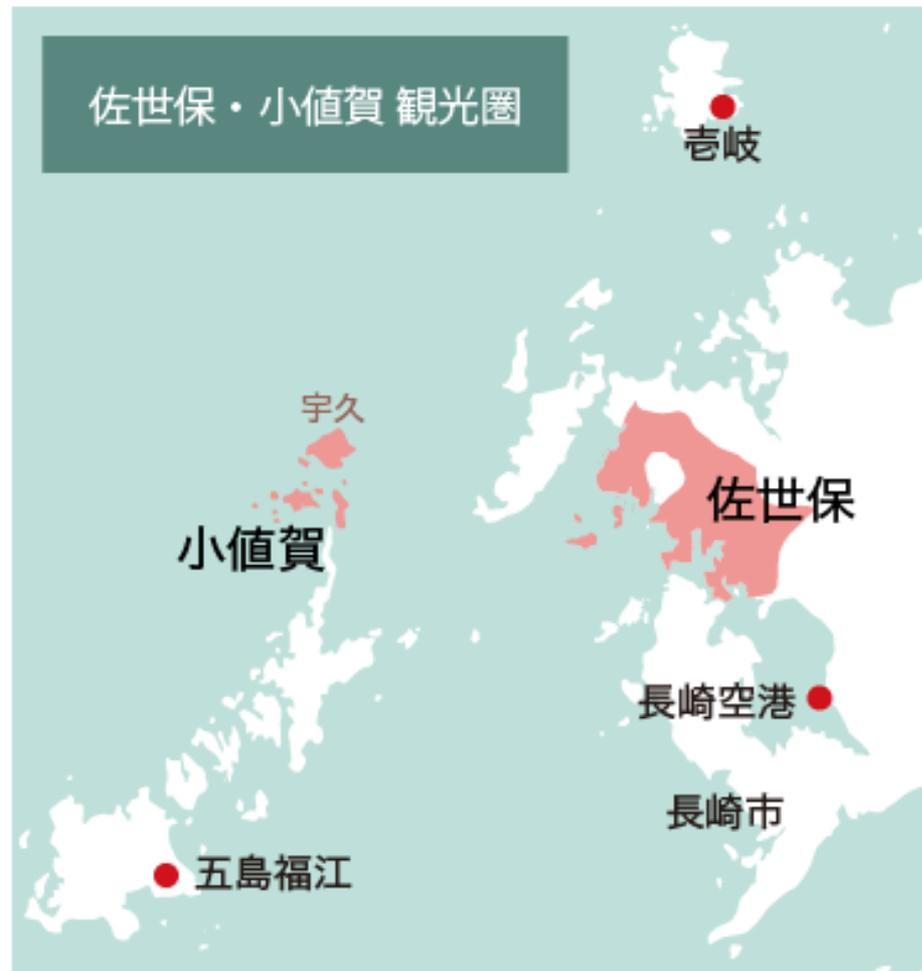 佐世保・小値賀 観光圏
壱岐
宇久
佐世保
小値賀
長崎空港
長崎市
五島福江